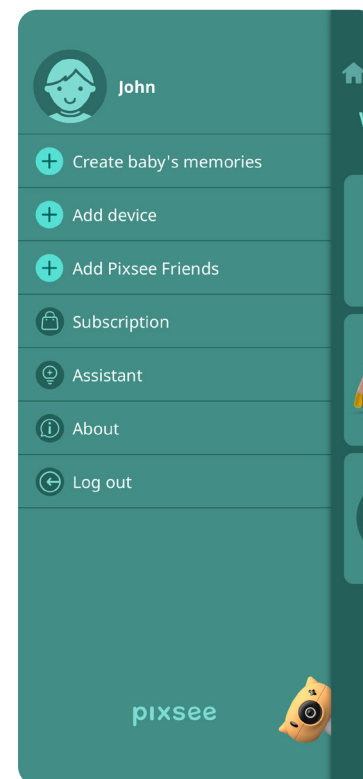 John
Create baby's memories
Add device
Add Pixsee Friends
Subscription
Assistant
About
Log out
pixsee